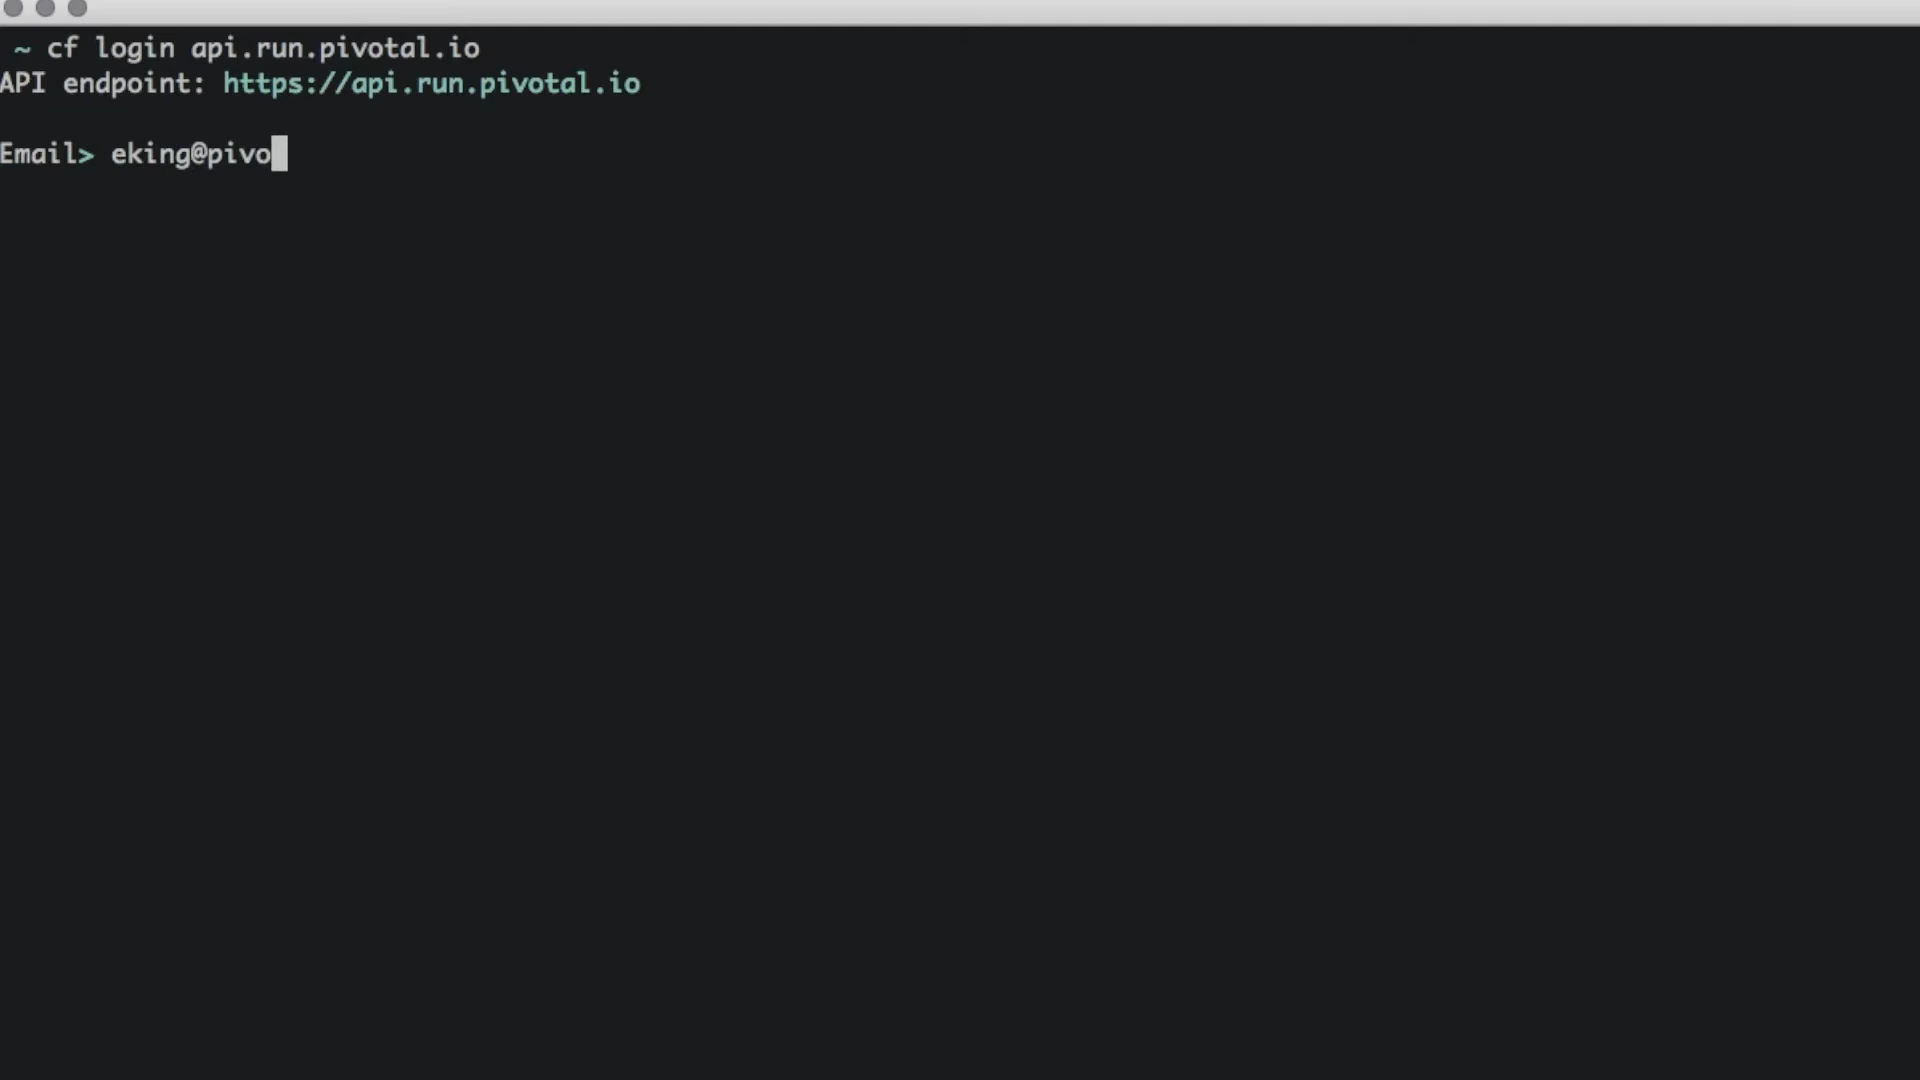 ~ cf login api.run.pivotal.io
API endpoint: https://api.run.pivotal.io
Email> eking@pivo